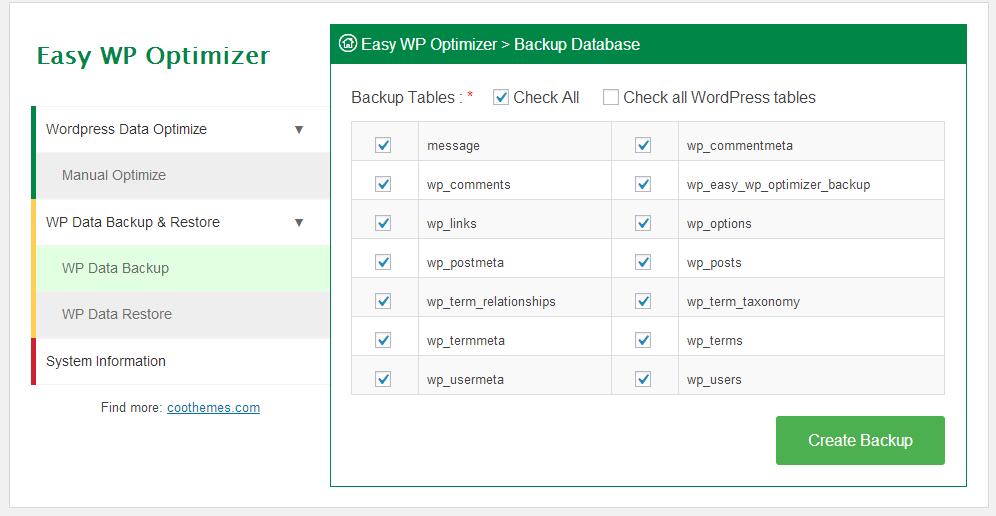 Easy WP Optimizer
Wordpress Data Optimize ▼
Manual Optimize
WP Data Backup & Restore ▼
WP Data Backup
WP Data Restore
System Information
Find more: coothemes.com
Easy WP Optimizer > Backup Database
Backup Tables : * Check All Check all WordPress tables
message wp_commentmeta
wp_comments wp_easy_wp_optimizer_backup
wp_links wp_options
wp_postmeta wp_posts
wp_term_relationships wp_term_taxonomy
wp_termmeta wp_terms
wp_usermeta wp_users
Create Backup